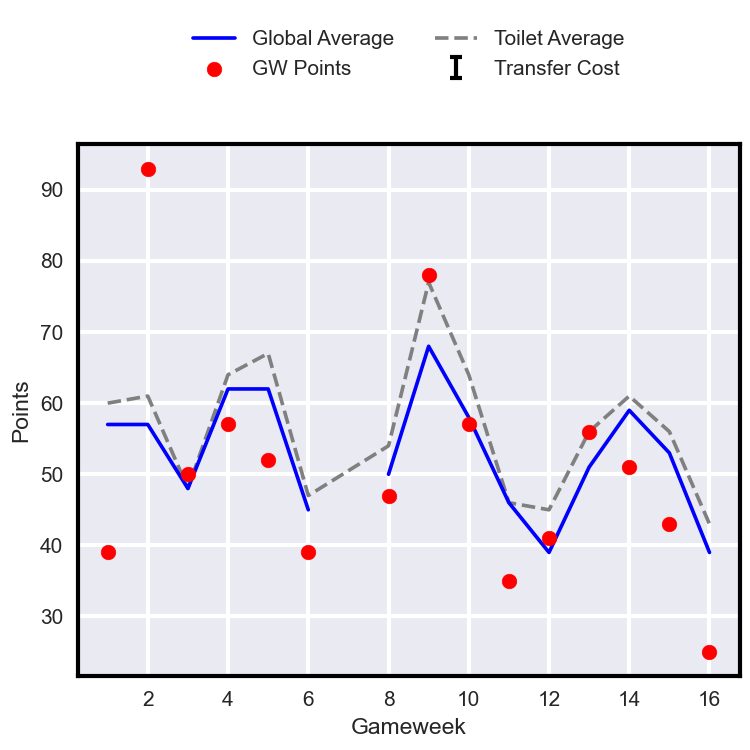 Global Average
Toilet Average
GW Points
Transfer Cost
90
80
70
60
50
40
30
Points
2 4 6 8 10 12 14 16
Gameweek